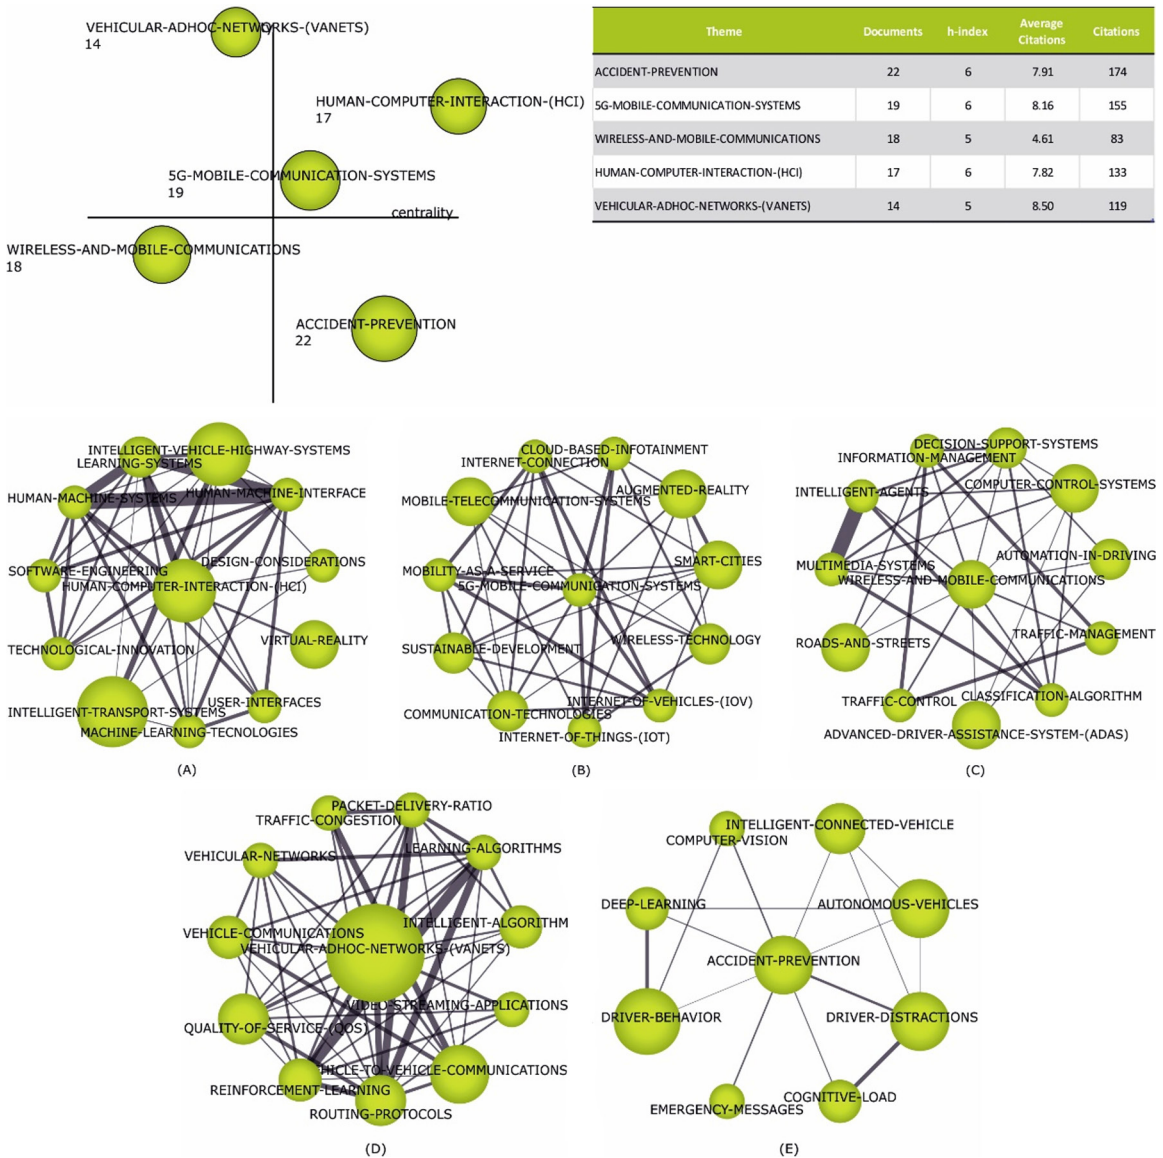 VEHICULAR-ADHOC-NETWORKS-(VANETS)
14
HUMAN-COMPUTER-INTERACTION-(HCI)
17
5G-MOBILE-COMMUNICATION-SYSTEMS
19
centrality
WIRELESS-AND-MOBILE-COMMUNICATIONS
18
ACCIDENT-PREVENTION
22
Theme Documents h-index Average Citations Citations
ACCIDENT-PREVENTION 22 6 7.91 174
5G-MOBILE-COMMUNICATION-SYSTEMS 19 6 8.16 155
WIRELESS-AND-MOBILE-COMMUNICATIONS 18 5 4.61 83
HUMAN-COMPUTER-INTERACTION-(HCI) 17 6 7.82 133
VEHICULAR-ADHOC-NETWORKS-(VANETS) 14 5 8.50 119
INTELLIGENT-VEHICLE-HIGHWAY-SYSTEMS
LEARNING-SYSTEMS
HUMAN-MACHINE-SYSTEMS
HUMAN-MACHINE-INTERFACE
DESIGN-CONSIDERATIONS
SOFTWARE-ENGINEERING
HUMAN-COMPUTER-INTERACTION-(HCI)
VIRTUAL-REALITY
TECHNOLOGICAL-INNOVATION
USER-INTERFACES
INTELLIGENT-TRANSPORT-SYSTEMS
MACHINE-LEARNING-TECNOLOGIES
(A)
CLOUD-BASED-INFOTAINMENT
INTERNET-CONNECTION
AUGMENTED-REALITY
MOBILE-TELECOMMUNICATION-SYSTEMS
SMART-CITIES
MOBILITY-AS-A-SERVICE
5G-MOBILE-COMMUNICATION-SYSTEMS
WIRELESS-TECHNOLOGY
SUSTAINABLE-DEVELOPMENT
INTERNET-OF-VEHICLES-(IOV)
COMMUNICATION-TECHNOLOGIES
INTERNET-OF-THINGS-(IOT)
(B)
DECISION-SUPPORT-SYSTEMS
INFORMATION-MANAGEMENT
COMPUTER-CONTROL-SYSTEMS
INTELLIGENT-AGENTS
AUTOMATION-IN-DRIVING
MULTIMEDIA-SYSTEMS
WIRELESS-AND-MOBILE-COMMUNICATIONS
TRAFFIC-MANAGEMENT
ROADS-AND-STREETS
CLASSIFICATION-ALGORITHM
TRAFFIC-CONTROL
ADVANCED-DRIVER-ASSISTANCE-SYSTEM-(ADAS)
(C)
PACKET-DELIVERY-RATIO
TRAFFIC-CONGESTION
LEARNING-ALGORITHMS
VEHICULAR-NETWORKS
INTELLIGENT-ALGORITHM
VEHICLE-COMMUNICATIONS
VEHICULAR-ADHOC-NETWORKS-(VANETS)
VIDEO-STREAMING-APPLICATIONS
QUALITY-OF-SERVICE-(QOS)
HICLE-TO-VEHICLE-COMMUNICATIONS
REINFORCEMENT-LEARNING
ROUTING-PROTOCOLS
(D)
INTELLIGENT-CONNECTED-VEHICLE
COMPUTER-VISION
DEEP-LEARNING
AUTONOMOUS-VEHICLES
ACCIDENT-PREVENTION
DRIVER-BEHAVIOR
DRIVER-DISTRACTIONS
COGNITIVE-LOAD
EMERGENCY-MESSAGES
(E)